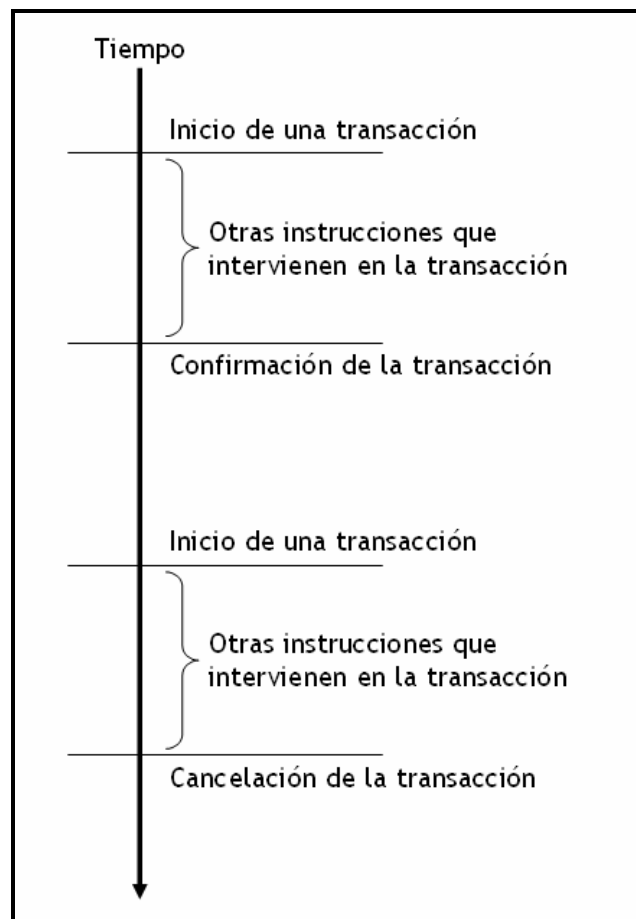 Tiempo
Inicio de una transacción
Otras instrucciones que
intervienen en la transacción
Confirmación de la transacción
Inicio de una transacción
Otras instrucciones que
intervienen en la transacción
Cancelación de la transacción